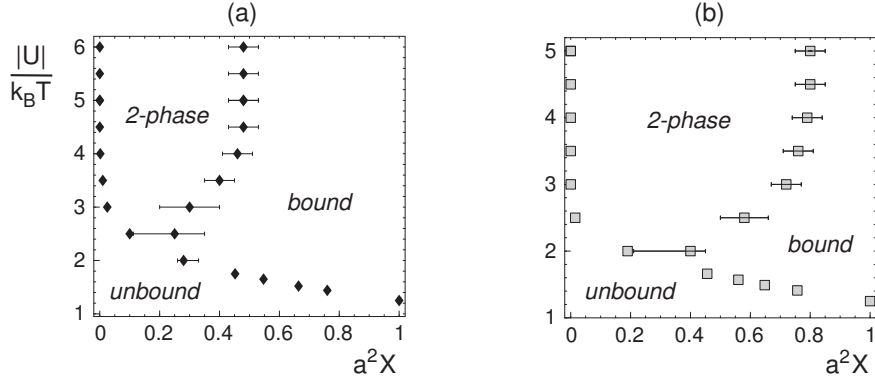 (a)
|U|
k_BT
6
5
4
3
2
1
2-phase
bound
unbound
0 0.2 0.4 0.6 0.8 1
a²X
(b)
5
4
3
2
1
2-phase
bound
unbound
0 0.2 0.4 0.6 0.8 1
a²X